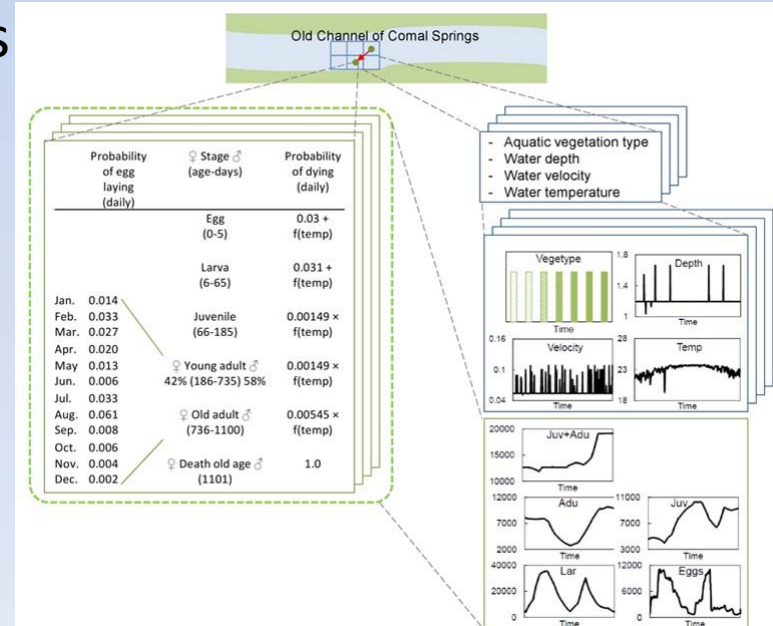 s
Old Channel of Comal Springs
Probability of egg laying (daily)
♀ Stage ♂ (age-days)
Probability of dying (daily)
Egg (0-5)
0.03 + f(temp)
Larva (6-65)
0.031 + f(temp)
Juvenile (66-185)
0.00149 × f(temp)
♀ Young adult ♂
42% (186-735) 58%
0.00149 × f(temp)
♀ Old adult ♂ (736-1100)
0.00545 × f(temp)
♀ Death old age ♂ (1101)
1.0
Jan. 0.014
Feb. 0.033
Mar. 0.027
Apr. 0.020
May 0.013
Jun. 0.006
Jul. 0.033
Aug. 0.061
Sep. 0.008
Oct. 0.006
Nov. 0.004
Dec. 0.002
- Aquatic vegetation type
- Water depth
- Water velocity
- Water temperature
Vegetype
Time
1.8
1.4
1
Depth
Time
0.16
0.1
0.04
Velocity
Time
28
23
18
Temp
Time
20000
15000
10000
Juv+Adu
Time
12000
7000
2000
Adu
Time
11000
7000
3000
Juv
Time
40000
20000
0
Lar
Time
12000
6000
0
Eggs
Time